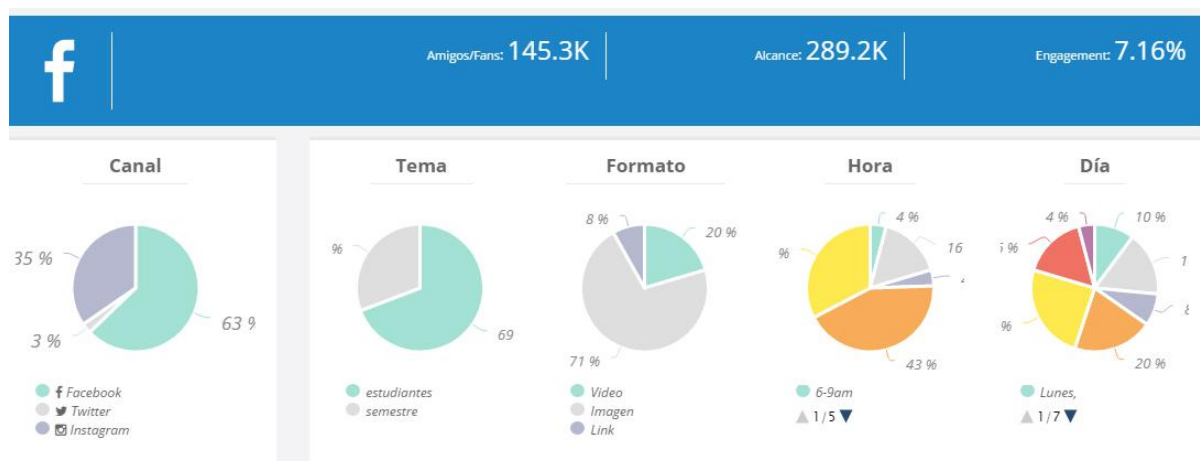 Amigos/Fans: 145.3K
Alcance: 289.2K
Engagement: 7.16%
Canal
35 %
3 %
63 %
Facebook
Twitter
Instagram
Tema
%
69
estudiantes
semestre
Formato
8 %
20 %
71 %
Video
Imagen
Link
Hora
%
4 %
16
43 %
6-9am
1/5
Día
4 %
10 %
%
%
20 %
Lunes,
1/7